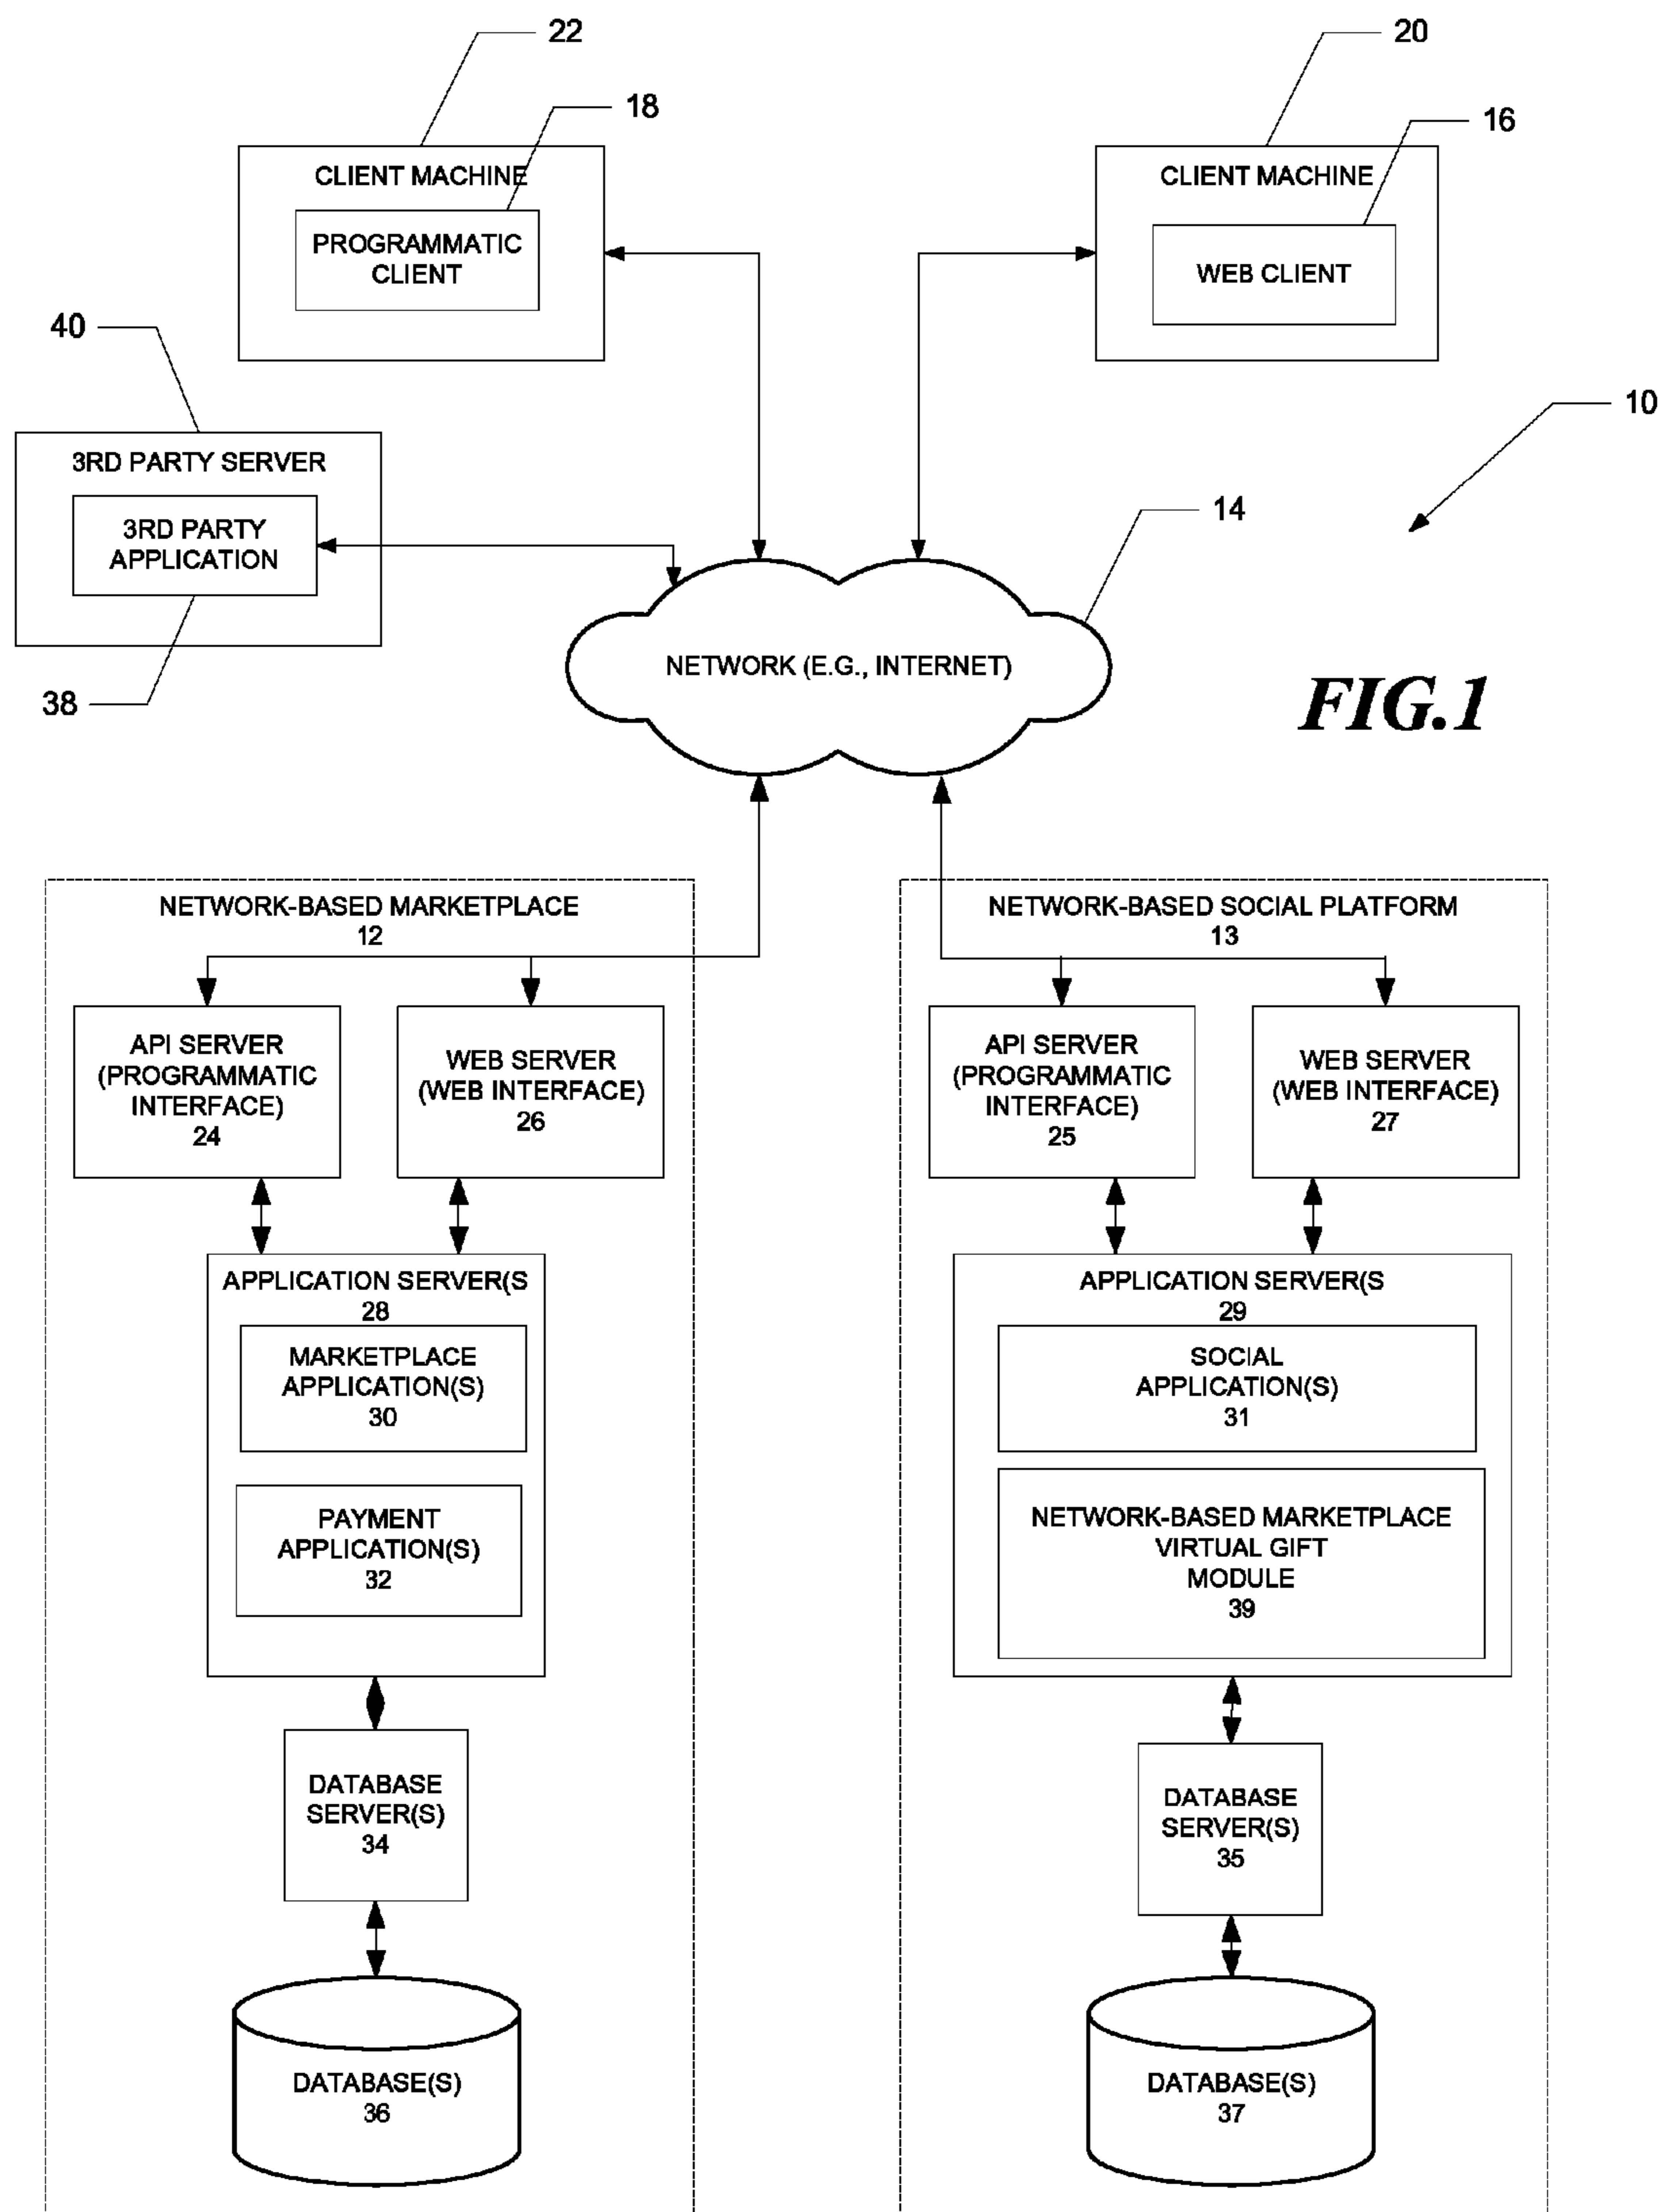 22
20
18
16
CLIENT MACHINE
PROGRAMMATIC
CLIENT
CLIENT MACHINE
WEB CLIENT
40
10
3RD PARTY SERVER
3RD PARTY
APPLICATION
14
38
NETWORK (E.G., INTERNET)
FIG.1
NETWORK-BASED MARKETPLACE
12
API SERVER
(PROGRAMMATIC
INTERFACE)
24
WEB SERVER
(WEB INTERFACE)
26
APPLICATION SERVER(S
28
MARKETPLACE
APPLICATION(S)
30
PAYMENT
APPLICATION(S)
32
DATABASE
SERVER(S)
34
DATABASE(S)
36
NETWORK-BASED SOCIAL PLATFORM
13
API SERVER
(PROGRAMMATIC
INTERFACE)
25
WEB SERVER
(WEB INTERFACE)
27
APPLICATION SERVER(S
29
SOCIAL
APPLICATION(S)
31
NETWORK-BASED MARKETPLACE
VIRTUAL GIFT
MODULE
39
DATABASE
SERVER(S)
35
DATABASE(S)
37